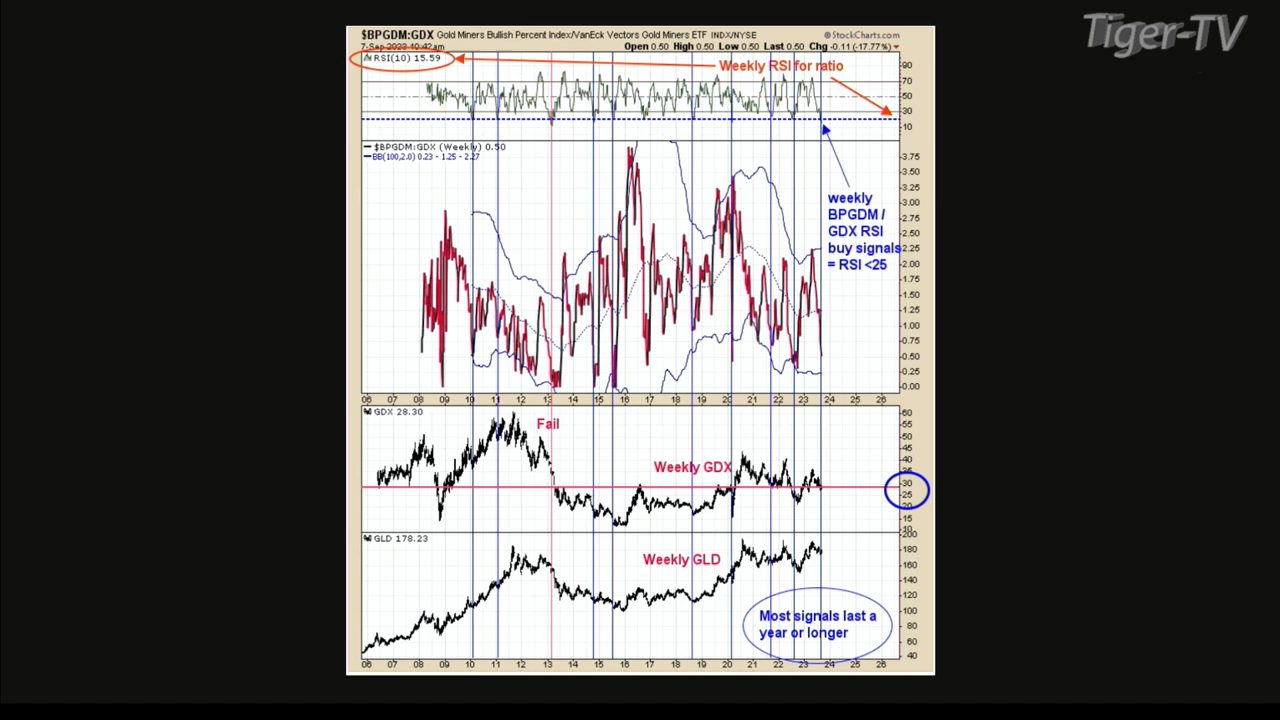 Tiger-TV
$BPGDM:GDX Gold Miners Bullish Percent Index/VanEck Vectors Gold Miners ETF INDX/NYSE ® StockCharts.com
7-Sep-2023 10:42am Open 0.50 High 0.50 Low 0.50 Last 0.50 Chg -0.11 (-17.77%)
RSI(10) 15.59
Weekly RSI for ratio
90
70
50
30
10
$BPGDM:GDX (Weekly) 0.50
BB(100,2.0) 0.23 - 1.25 - 2.27
3.75
3.50
3.25
3.00
2.75
2.50
2.25
2.00
1.75
1.50
1.25
1.00
0.75
0.50
0.25
0.00
weekly
BPGDM /
GDX RSI
buy signals
= RSI <25
06 07 08 09 10 11 12 13 14 15 16 17 18 19 20 21 22 23 24 25 26
GDX 28.30
Fail
Weekly GDX
60
55
50
45
40
35
30
25
20
15
10
GLD 178.23
Weekly GLD
200
180
160
140
120
100
80
60
40
Most signals last a
year or longer
06 07 08 09 10 11 12 13 14 15 16 17 18 19 20 21 22 23 24 25 26